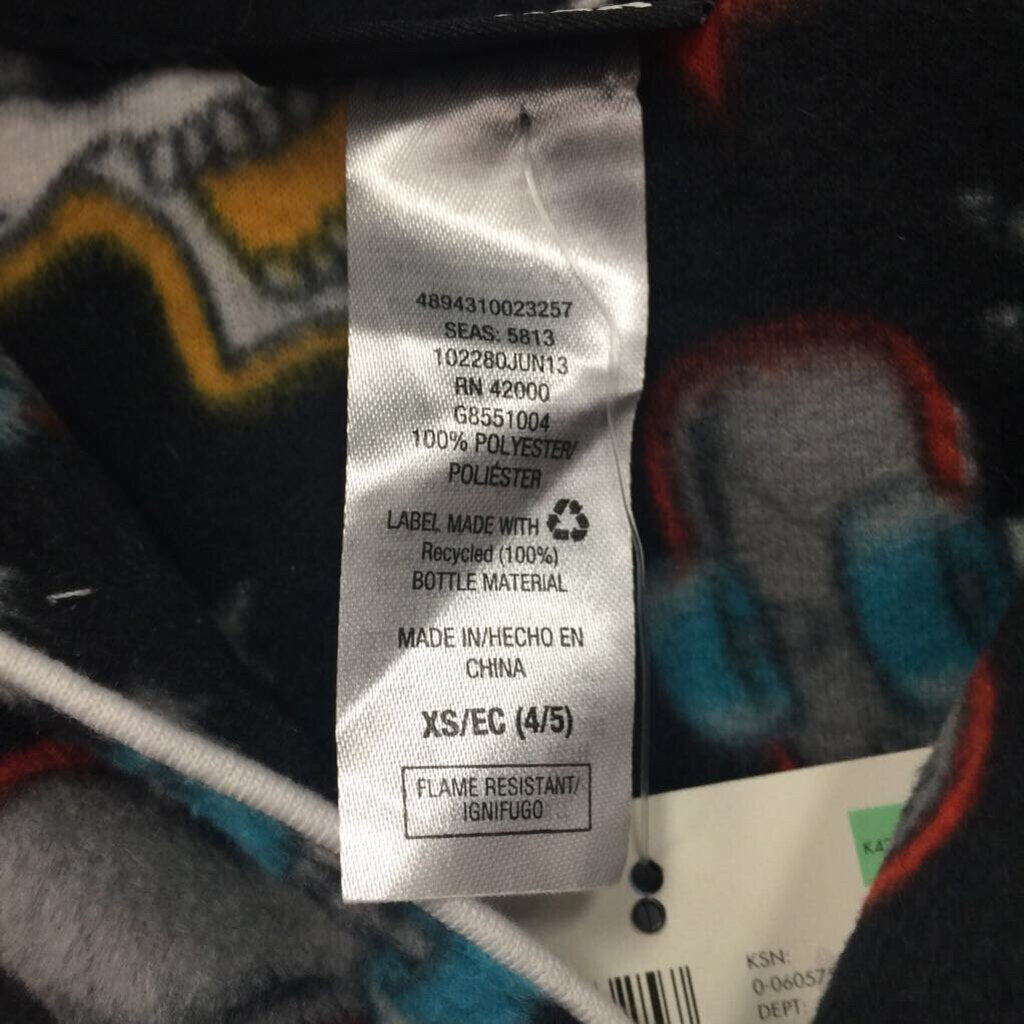 4894310023257
SEAS: 5813
102280JUN13
RN 42000
G8551004
100% POLYESTER/
POLIÉSTER
LABEL MADE WITH
Recycled (100%)
BOTTLE MATERIAL
MADE IN/HECHO EN
CHINA
XS/EC (4/5)
FLAME RESISTANT/
IGNIFUGO
KSN:
DEPT: